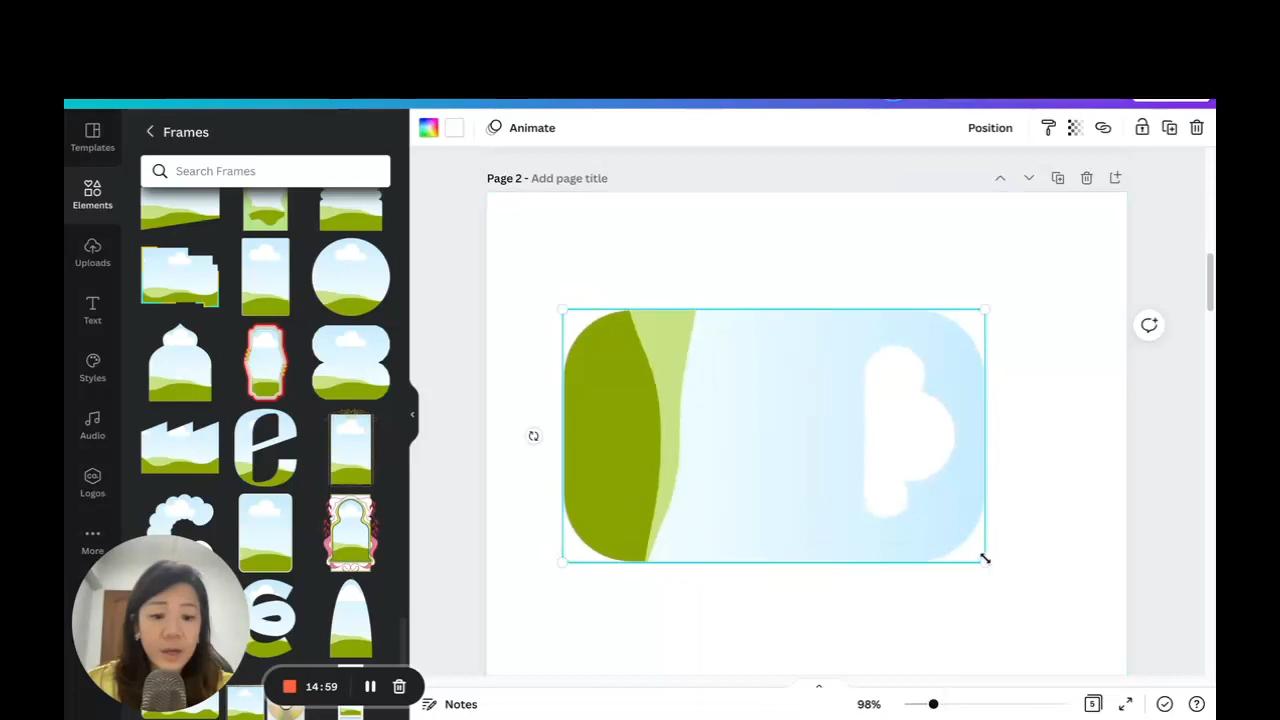 Templates
Elements
Uploads
Text
Styles
Audio
co.
Logos
More
Frames
Search Frames
14:59
Animate
Position
Page 2 - Add page title
Notes
98%
5